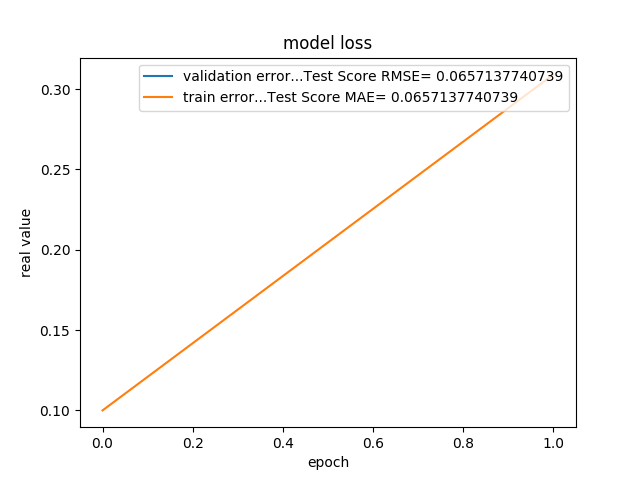 model loss
validation error...Test Score RMSE= 0.0657137740739
train error...Test Score MAE= 0.0657137740739
0.30
0.25
0.20
0.15
0.10
real value
0.0 0.2 0.4 0.6 0.8 1.0
epoch